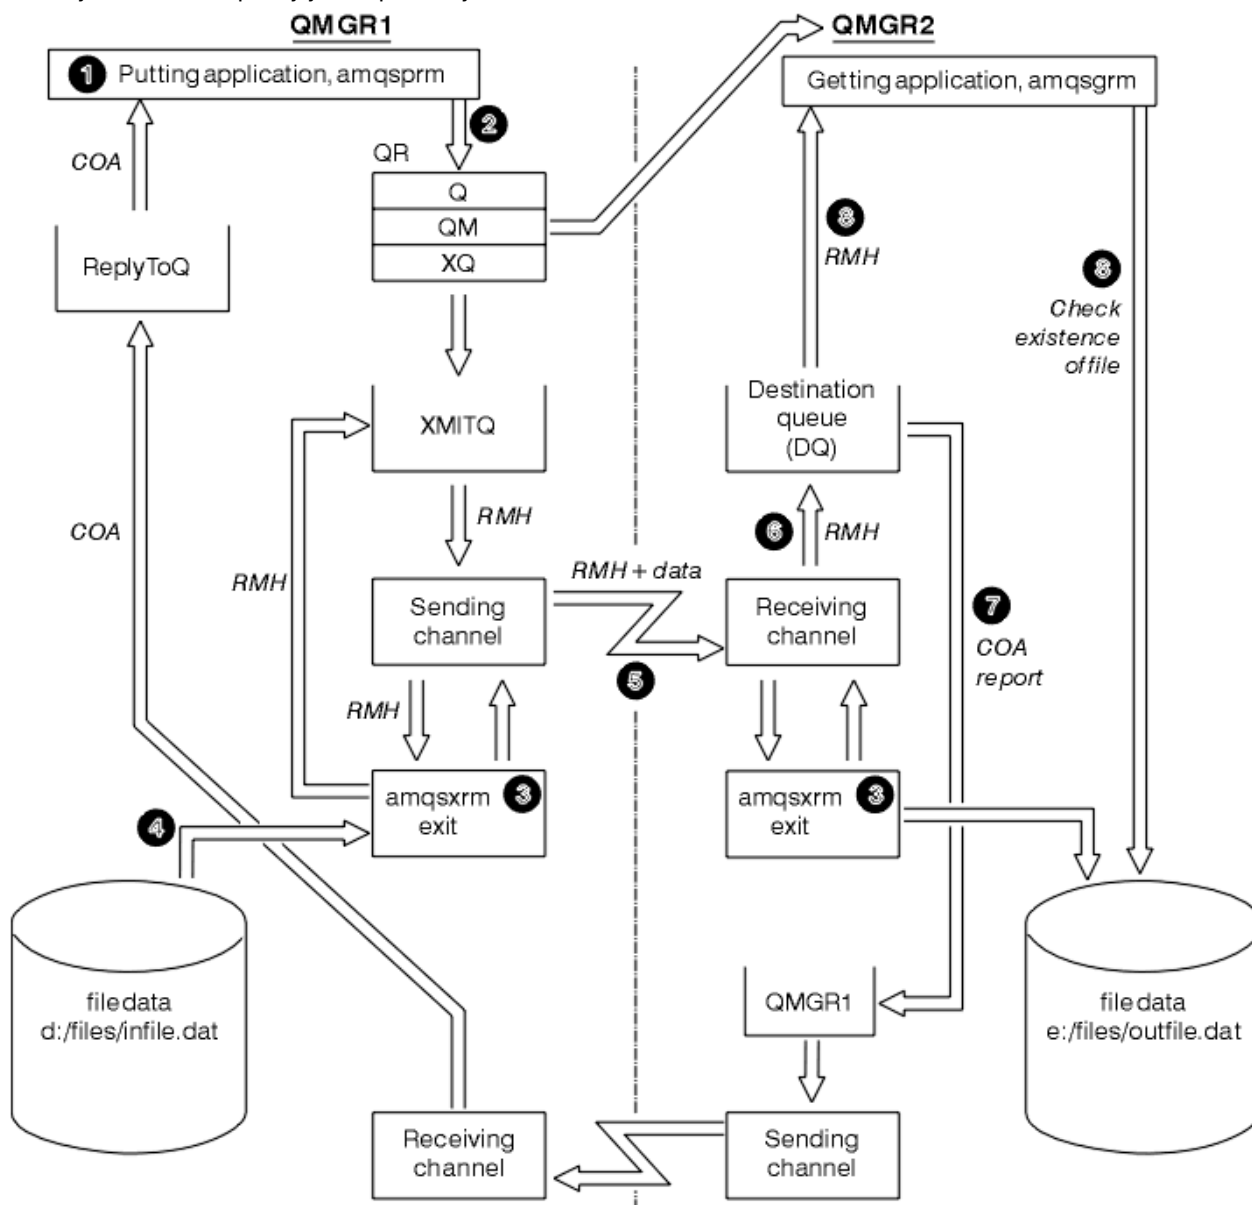 QMGR1
QMGR2
1
Putting application, amqsprm
Getting application, amqsgrm
2
COA
QR
Q
QM
XQ
ReplyToQ
8
RMH
8
Check
existence
of file
XMITQ
Destination
queue
(DQ)
COA
RMH
RMH
6
RMH
RMH + data
Sending
channel
Receiving
channel
7
COA
report
5
RMH
amqsxrm
exit
3
amqsxrm
exit
3
4
file data
d:/files/infile.dat
QMGR1
file data
e:/files/outfile.dat
Receiving
channel
Sending
channel